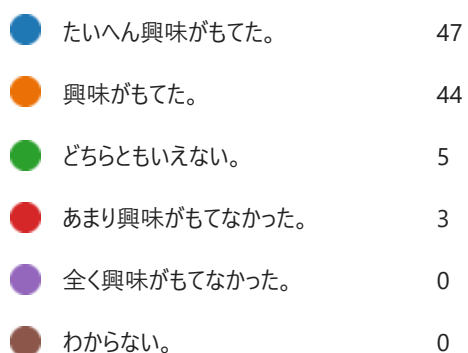 たいへん興味がもてた。 47
興味がもてた。 44
どちらともいえない。 5
あまり興味がもてなかった。 3
全く興味がもてなかった。 0
わからない。 0